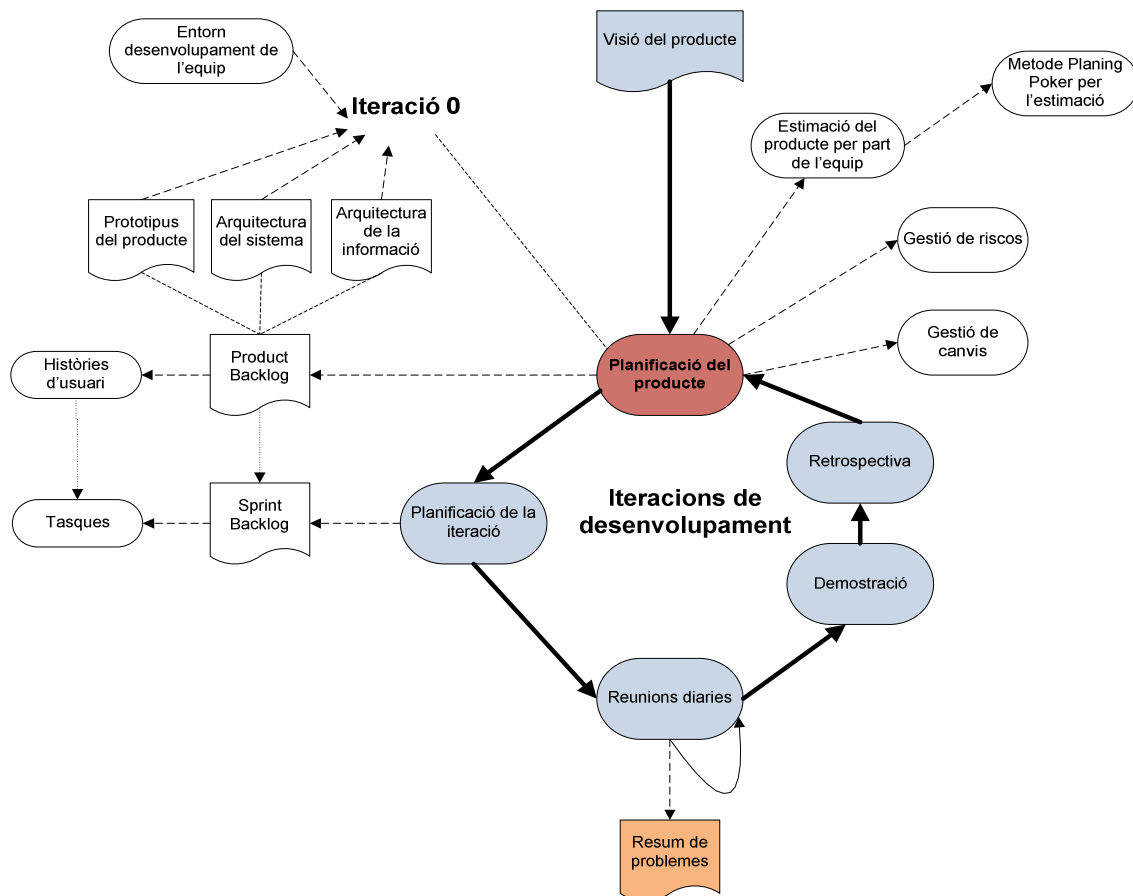 Entorn
desenvolupament de
l'equip
Visió del producte
Metode Planing
Poker per
l'estimació
Iteració 0
Estimació del
producte per part
de l'equip
Prototipus
del producte
Arquitectura
del sistema
Arquitectura
de la
informació
Gestió de riscos
Gestió de
canvis
Històries
d'usuari
Product
Backlog
Planificació del
producte
Retrospectiva
Tasques
Sprint
Backlog
Planificació de la
iteració
Iteracions de
desenvolupament
Demostració
Reunions diaries
Resum de
problemes